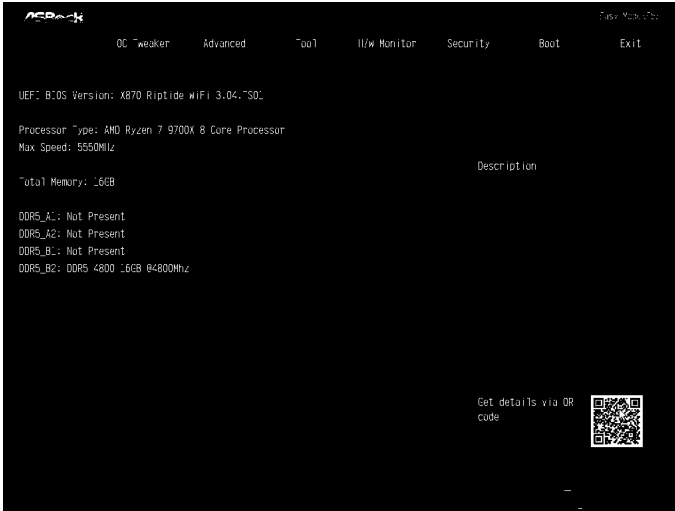 ASRock
Easy Mode(F6)
OC Tweaker Advanced Tool H/W Monitor Security Boot Exit
UEFI BIOS Version: X870 Riptide WiFi 3.04.TS01
Processor Type: AMD Ryzen 7 9700X 8 Core Processor
Max Speed: 5550MHz
Description
Total Memory: 16GB
DDR5_A1: Not Present
DDR5_A2: Not Present
DDR5_B1: Not Present
DDR5_B2: DDR5 4800 16GB @4800Mhz
Get details via QR
code